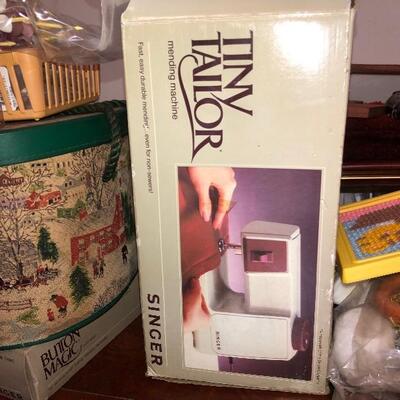 TINY
TAILOR
mending machine
Fast, easy durable mending... even for non-sewers!
SINGER
SINGER
BUTTON
MAGIC